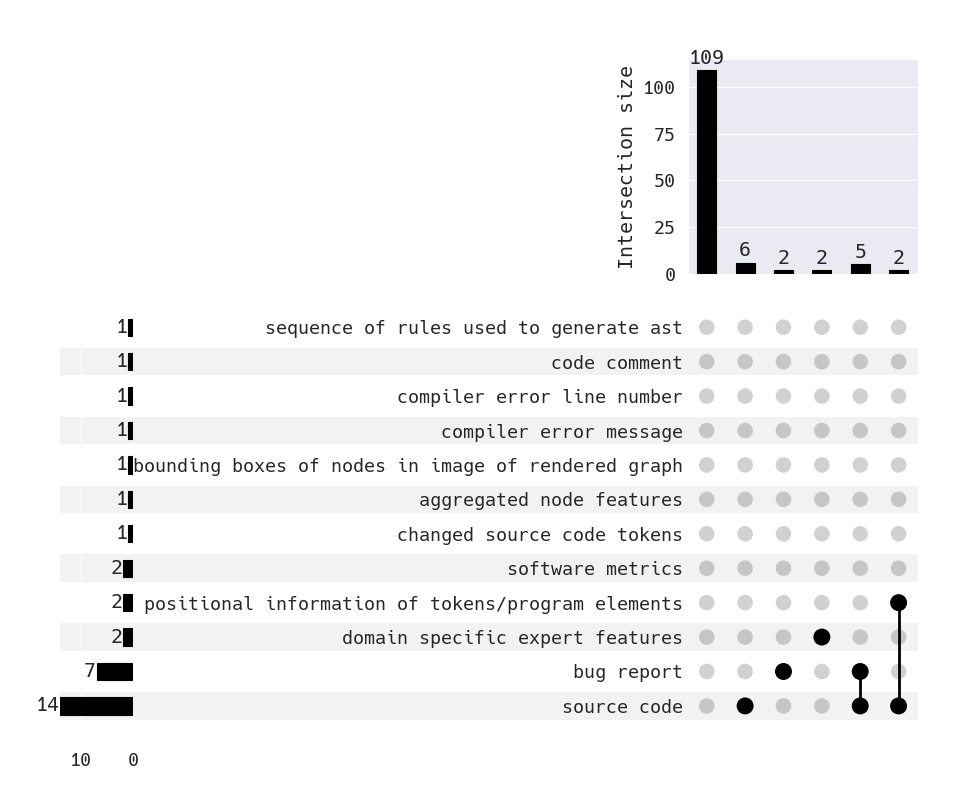 109
Intersection size
100
75
50
25
0
6
2
2
5
2
1 sequence of rules used to generate ast
1 code comment
1 compiler error line number
1 compiler error message
1 bounding boxes of nodes in image of rendered graph
1 aggregated node features
1 changed source code tokens
2 software metrics
2 positional information of tokens/program elements
2 domain specific expert features
7 bug report
14 source code
10 0